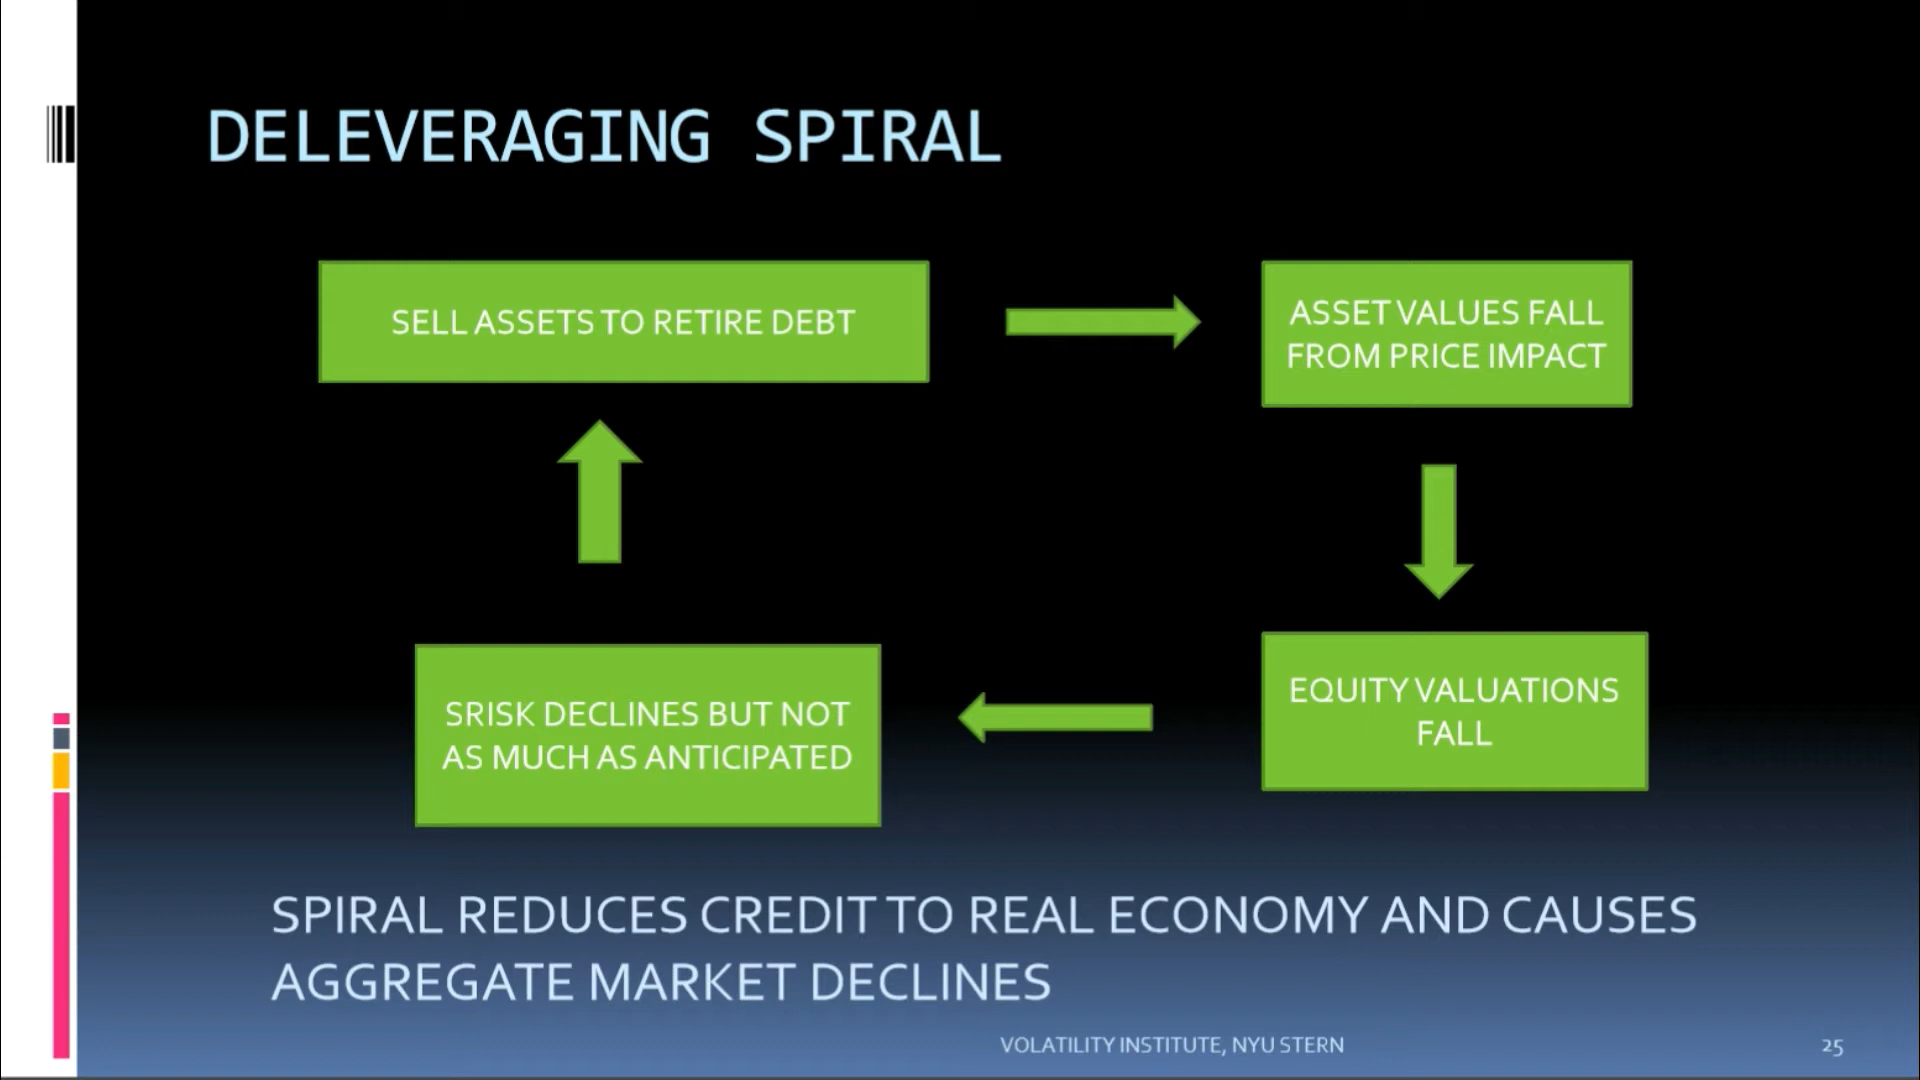 DELEVERAGING SPIRAL
SELL ASSETS TO RETIRE DEBT
ASSET VALUES FALL
FROM PRICE IMPACT
SRISK DECLINES BUT NOT
AS MUCH AS ANTICIPATED
EQUITY VALUATIONS
FALL
SPIRAL REDUCES CREDIT TO REAL ECONOMY AND CAUSES
AGGREGATE MARKET DECLINES
VOLATILITY INSTITUTE, NYU STERN
25